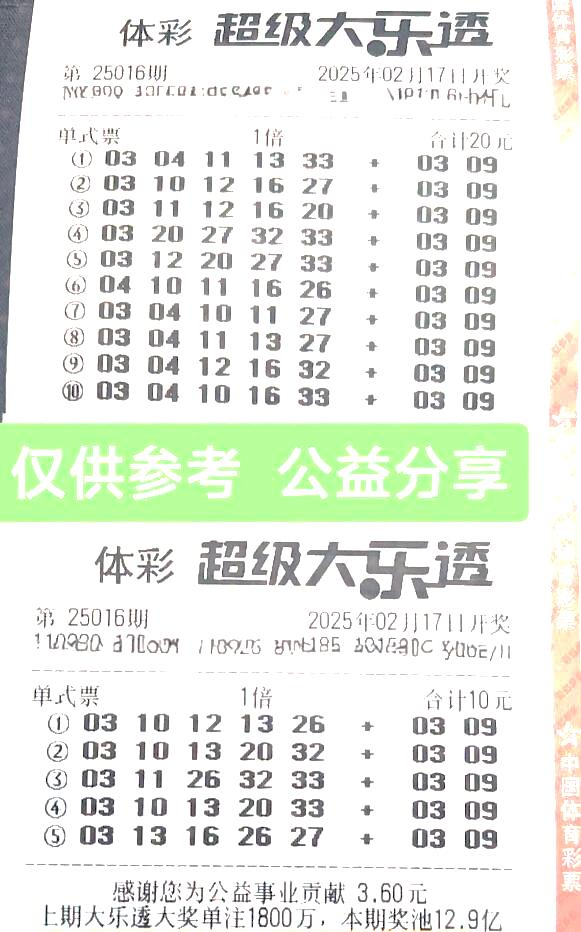 体彩 超级大乐透
第 25016期 2025年02月17日开奖
单式票 1倍 合计20元
① 03 04 11 13 33 + 03 09
② 03 10 12 16 27 + 03 09
③ 03 11 12 16 20 + 03 09
④ 03 20 27 32 33 + 03 09
⑤ 03 12 20 27 33 + 03 09
⑥ 04 10 11 16 26 + 03 09
⑦ 03 04 10 11 27 + 03 09
⑧ 03 04 11 13 27 + 03 09
⑨ 03 04 12 16 32 + 03 09
⑩ 03 04 10 16 33 + 03 09
仅供参考 公益分享
体彩 超级大乐透
第 25016期 2025年02月17日开奖
单式票 1倍 合计10元
① 03 10 12 13 26 + 03 09
② 03 10 13 20 32 + 03 09
③ 03 11 26 32 33 + 03 09
④ 03 10 13 20 33 + 03 09
⑤ 03 13 16 26 27 + 03 09
感谢您为公益事业贡献 3.60元
上期大乐透大奖单注1800万，本期奖池12.9亿
中国体育彩票